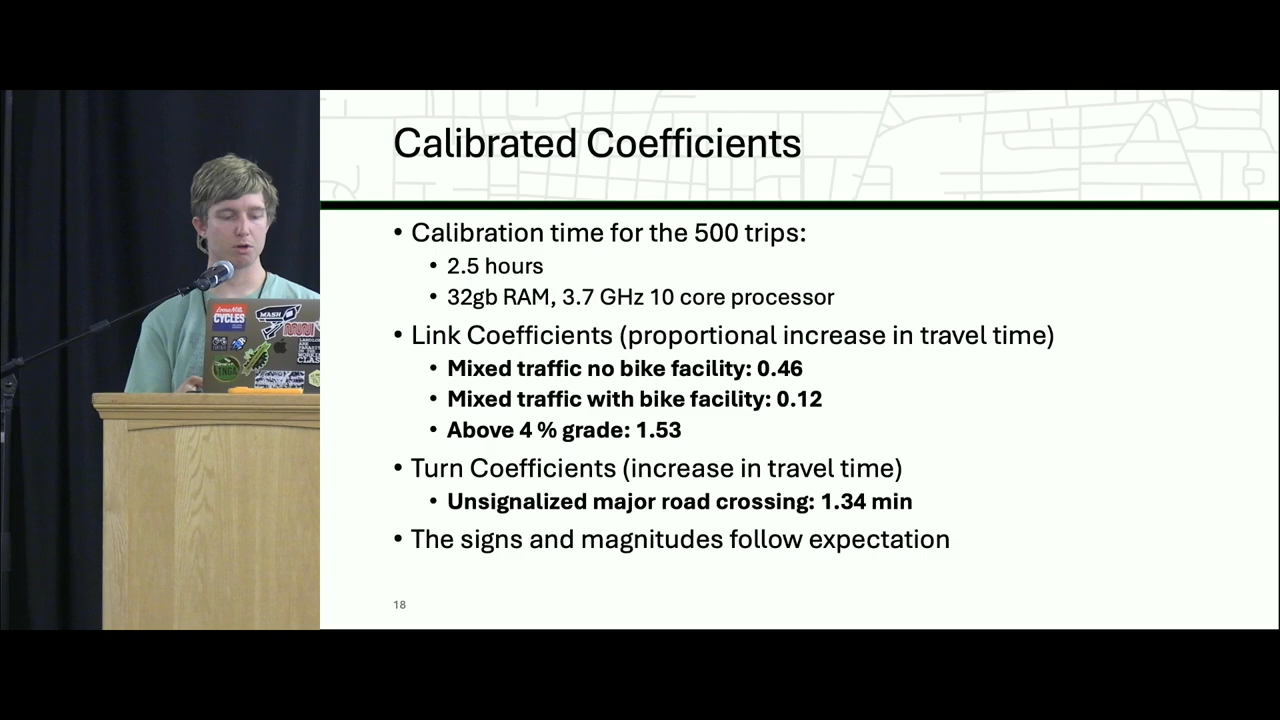 Calibrated Coefficients
• Calibration time for the 500 trips:
• 2.5 hours
• 32gb RAM, 3.7 GHz 10 core processor
• Link Coefficients (proportional increase in travel time)
• Mixed traffic no bike facility: 0.46
• Mixed traffic with bike facility: 0.12
• Above 4 % grade: 1.53
• Turn Coefficients (increase in travel time)
• Unsignalized major road crossing: 1.34 min
• The signs and magnitudes follow expectation
18
CYCLES
MASH